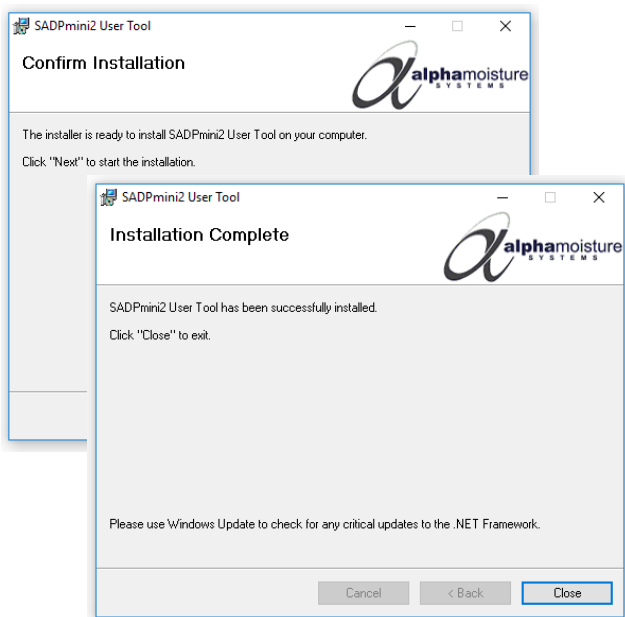 SADPmini2 User Tool
Confirm Installation
alphamoisture
SYSTEMS
The installer is ready to install SADPmini2 User Tool on your computer.
Click "Next" to start the installation.
SADPmini2 User Tool
Installation Complete
alphamoisture
SYSTEMS
SADPmini2 User Tool has been successfully installed.
Click "Close" to exit.
Please use Windows Update to check for any critical updates to the .NET Framework.
Cancel
< Back
Close